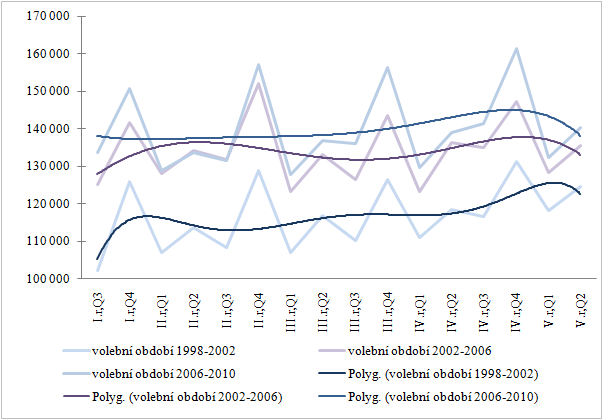 170 000
160 000
150 000
140 000
130 000
120 000
110 000
100 000
I.r,Q3
I.r,Q4
II.r,Q1
II.r,Q2
II.r,Q3
II.r,Q4
III.r,Q1
III.r,Q2
III.r,Q3
III.r,Q4
IV.r,Q1
IV.r,Q2
IV.r,Q3
IV.r,Q4
V.r,Q1
V.r,Q2
volební období 1998-2002 volební období 2002-2006
volební období 2006-2010 Polyg. (volební období 1998-2002)
Polyg. (volební období 2002-2006) Polyg. (volební období 2006-2010)